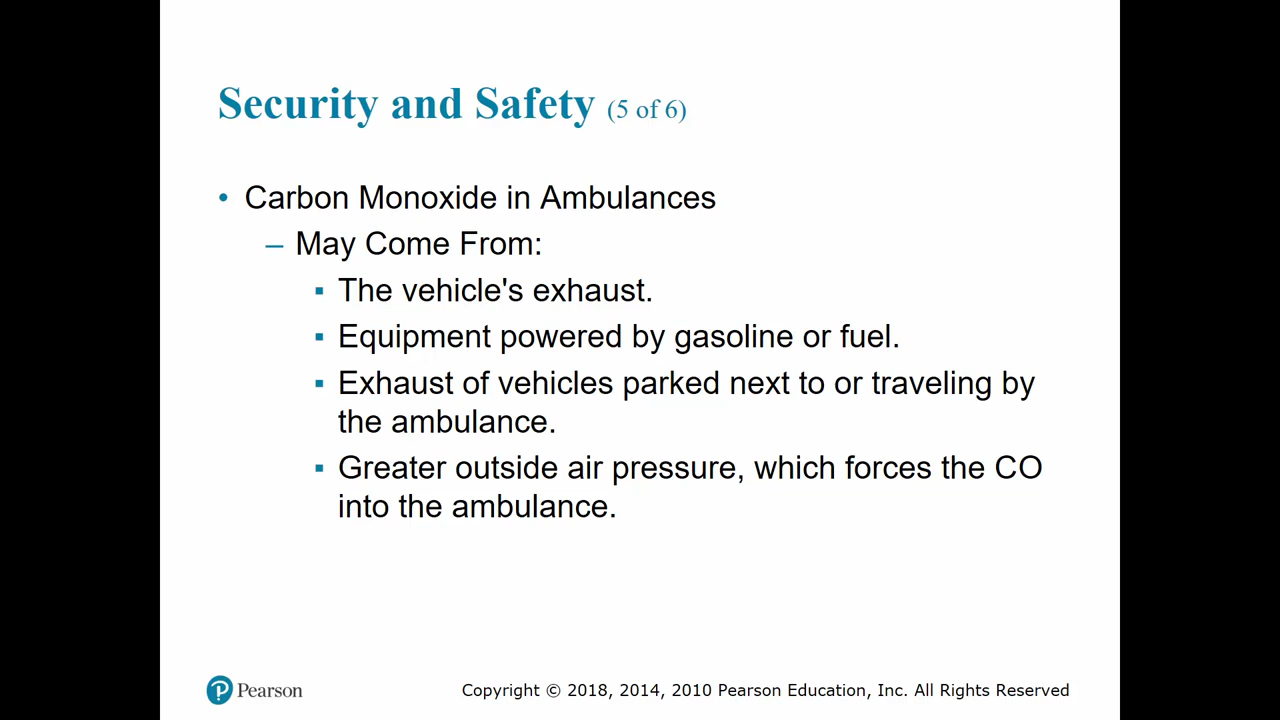 Security and Safety (5 of 6)
• Carbon Monoxide in Ambulances
– May Come From:
▪ The vehicle's exhaust.
▪ Equipment powered by gasoline or fuel.
▪ Exhaust of vehicles parked next to or traveling by
the ambulance.
▪ Greater outside air pressure, which forces the CO
into the ambulance.
Pearson
Copyright © 2018, 2014, 2010 Pearson Education, Inc. All Rights Reserved